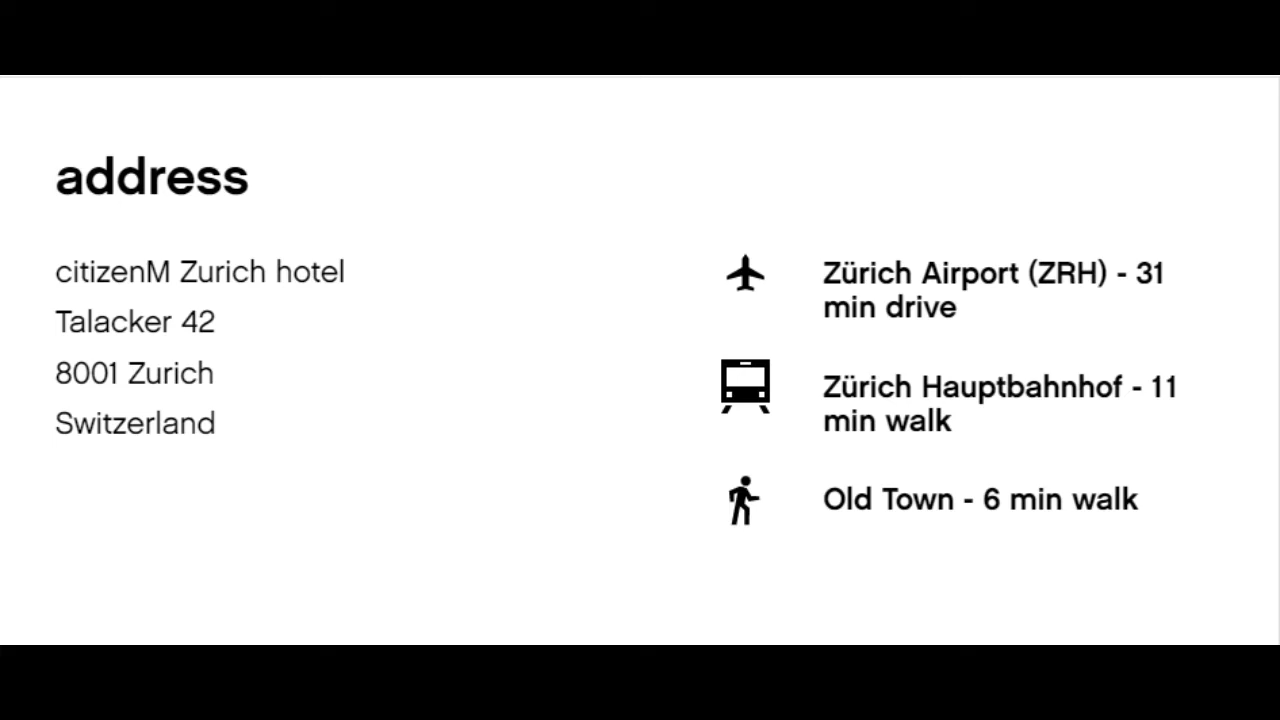 address
citizenM Zurich hotel
Talacker 42
8001 Zurich
Switzerland
Zürich Airport (ZRH) - 31
min drive
Zürich Hauptbahnhof - 11
min walk
Old Town - 6 min walk